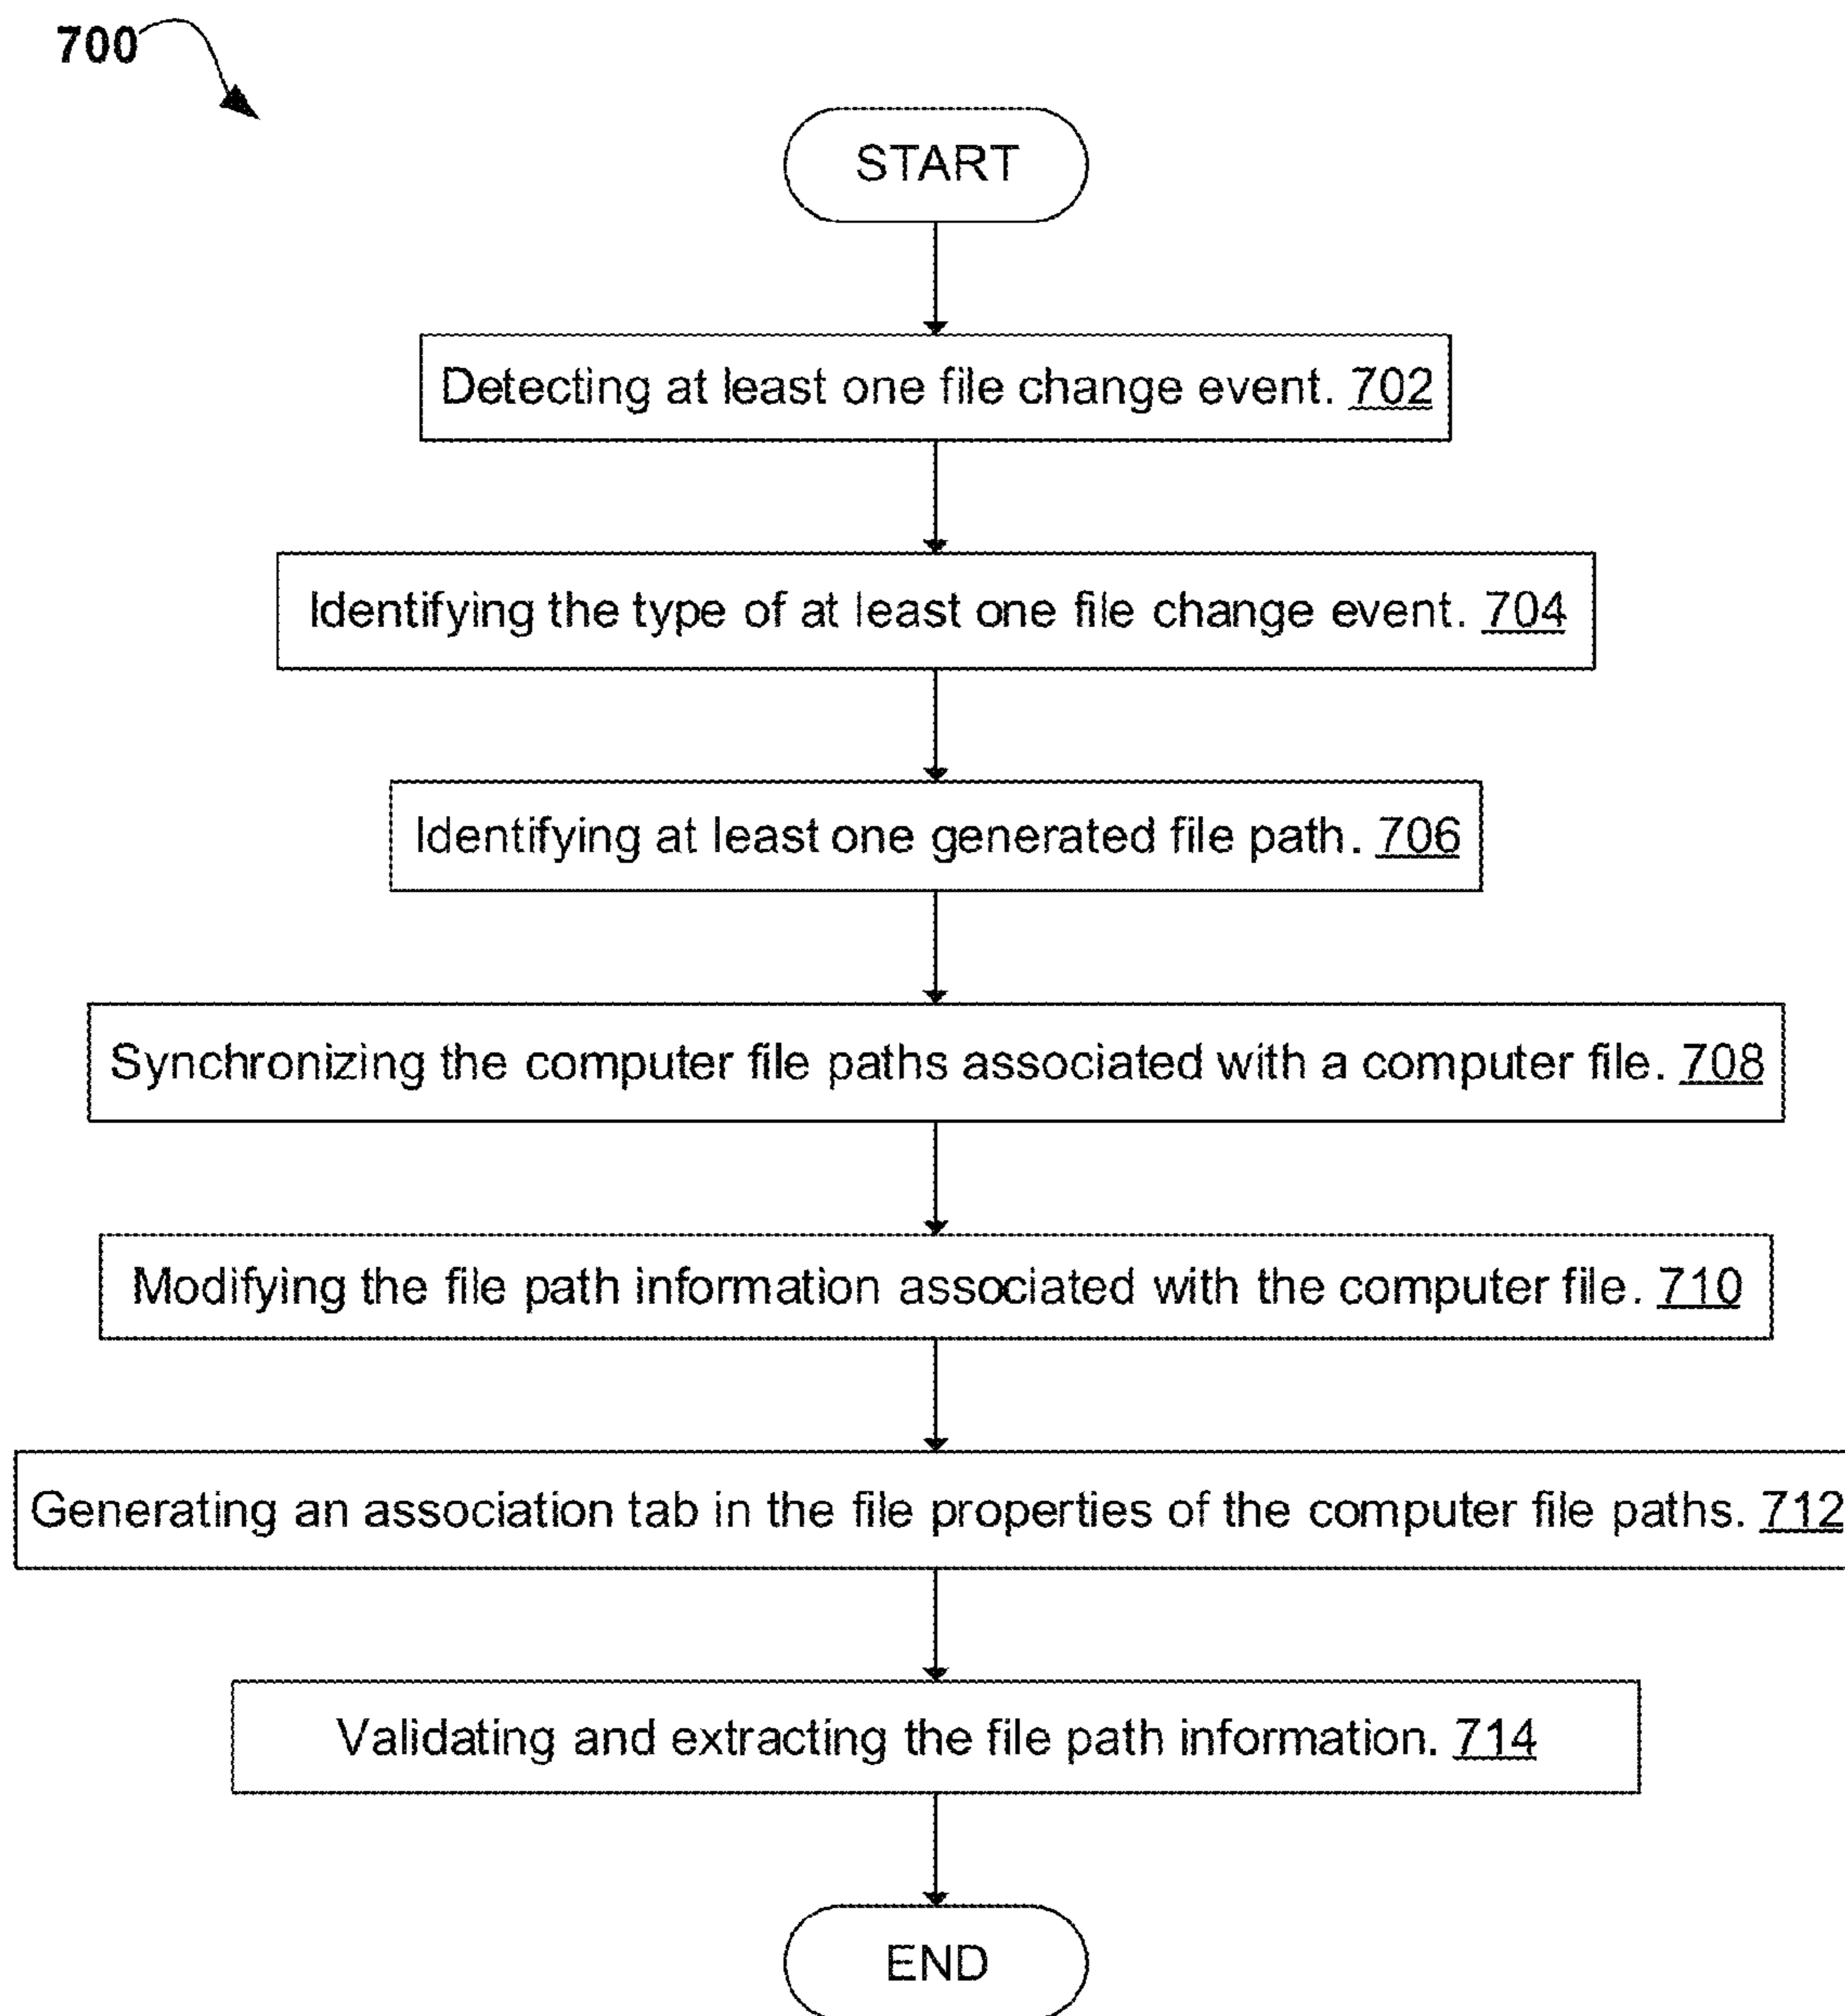 700
START
Detecting at least one file change event. 702
Identifying the type of at least one file change event. 704
Identifying at least one generated file path. 706
Synchronizing the computer file paths associated with a computer file. 708
Modifying the file path information associated with the computer file. 710
Generating an association tab in the file properties of the computer file paths. 712
Validating and extracting the file path information. 714
END